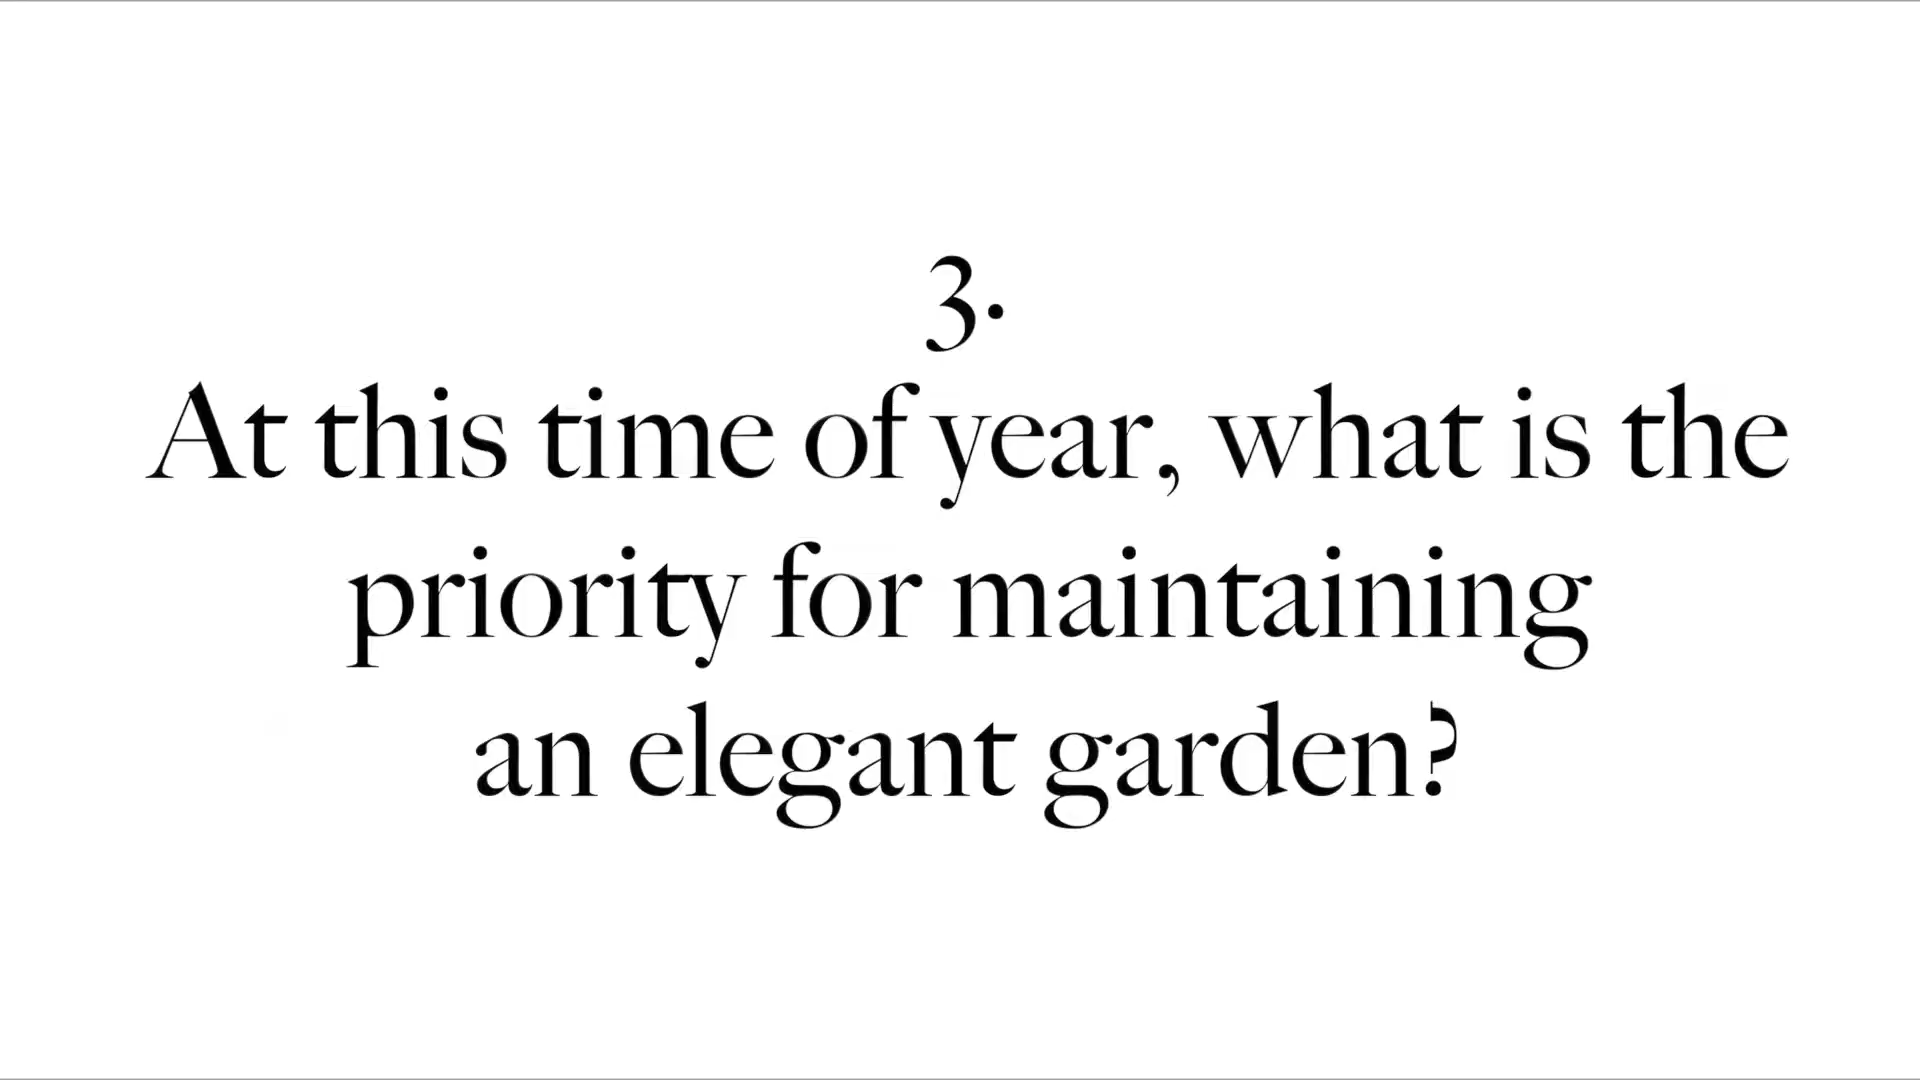 3.
At this time of year, what is the
priority for maintaining
an elegant garden?